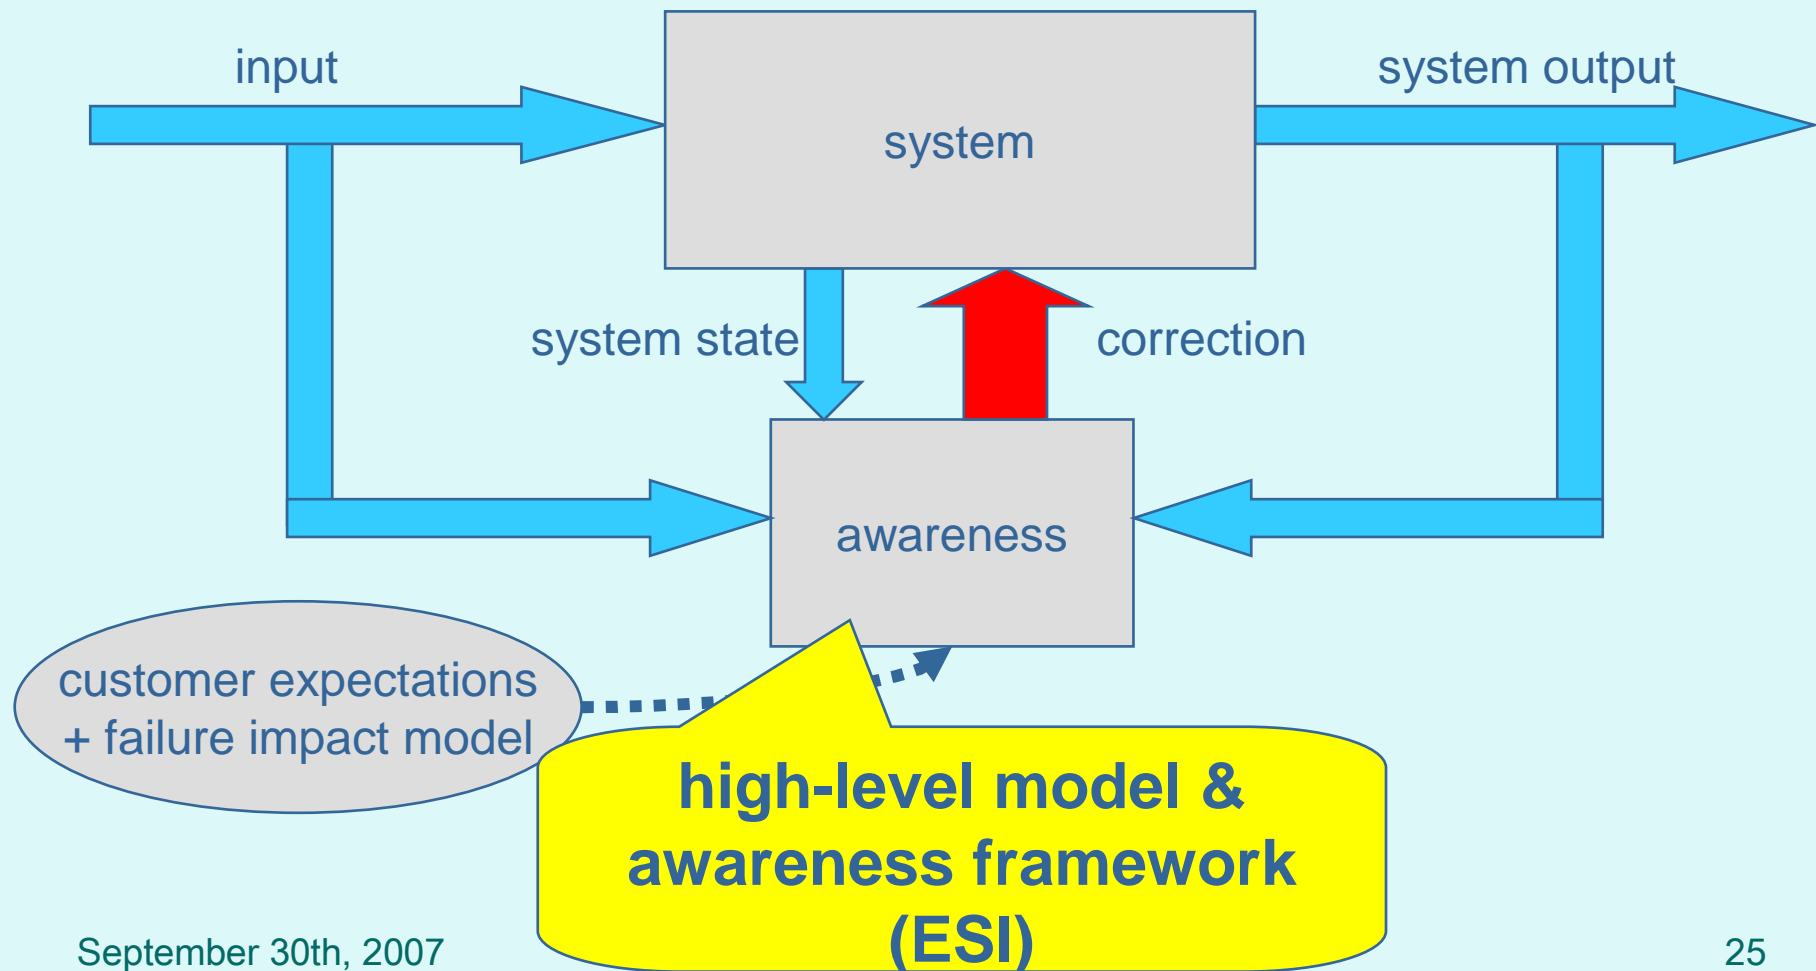 input
system output
system
system state
correction
awareness
customer expectations
+ failure impact model
high-level model &
awareness framework
(ESI)
September 30th, 2007
25